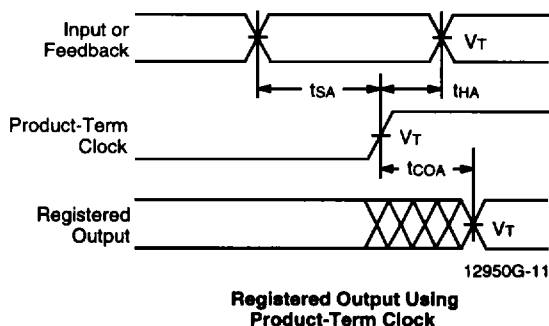 Input or
Feedback
VT
tSA
tHA
Product-Term
Clock
VT
tCOA
Registered
Output
VT
12950G-11
Registered Output Using
Product-Term Clock